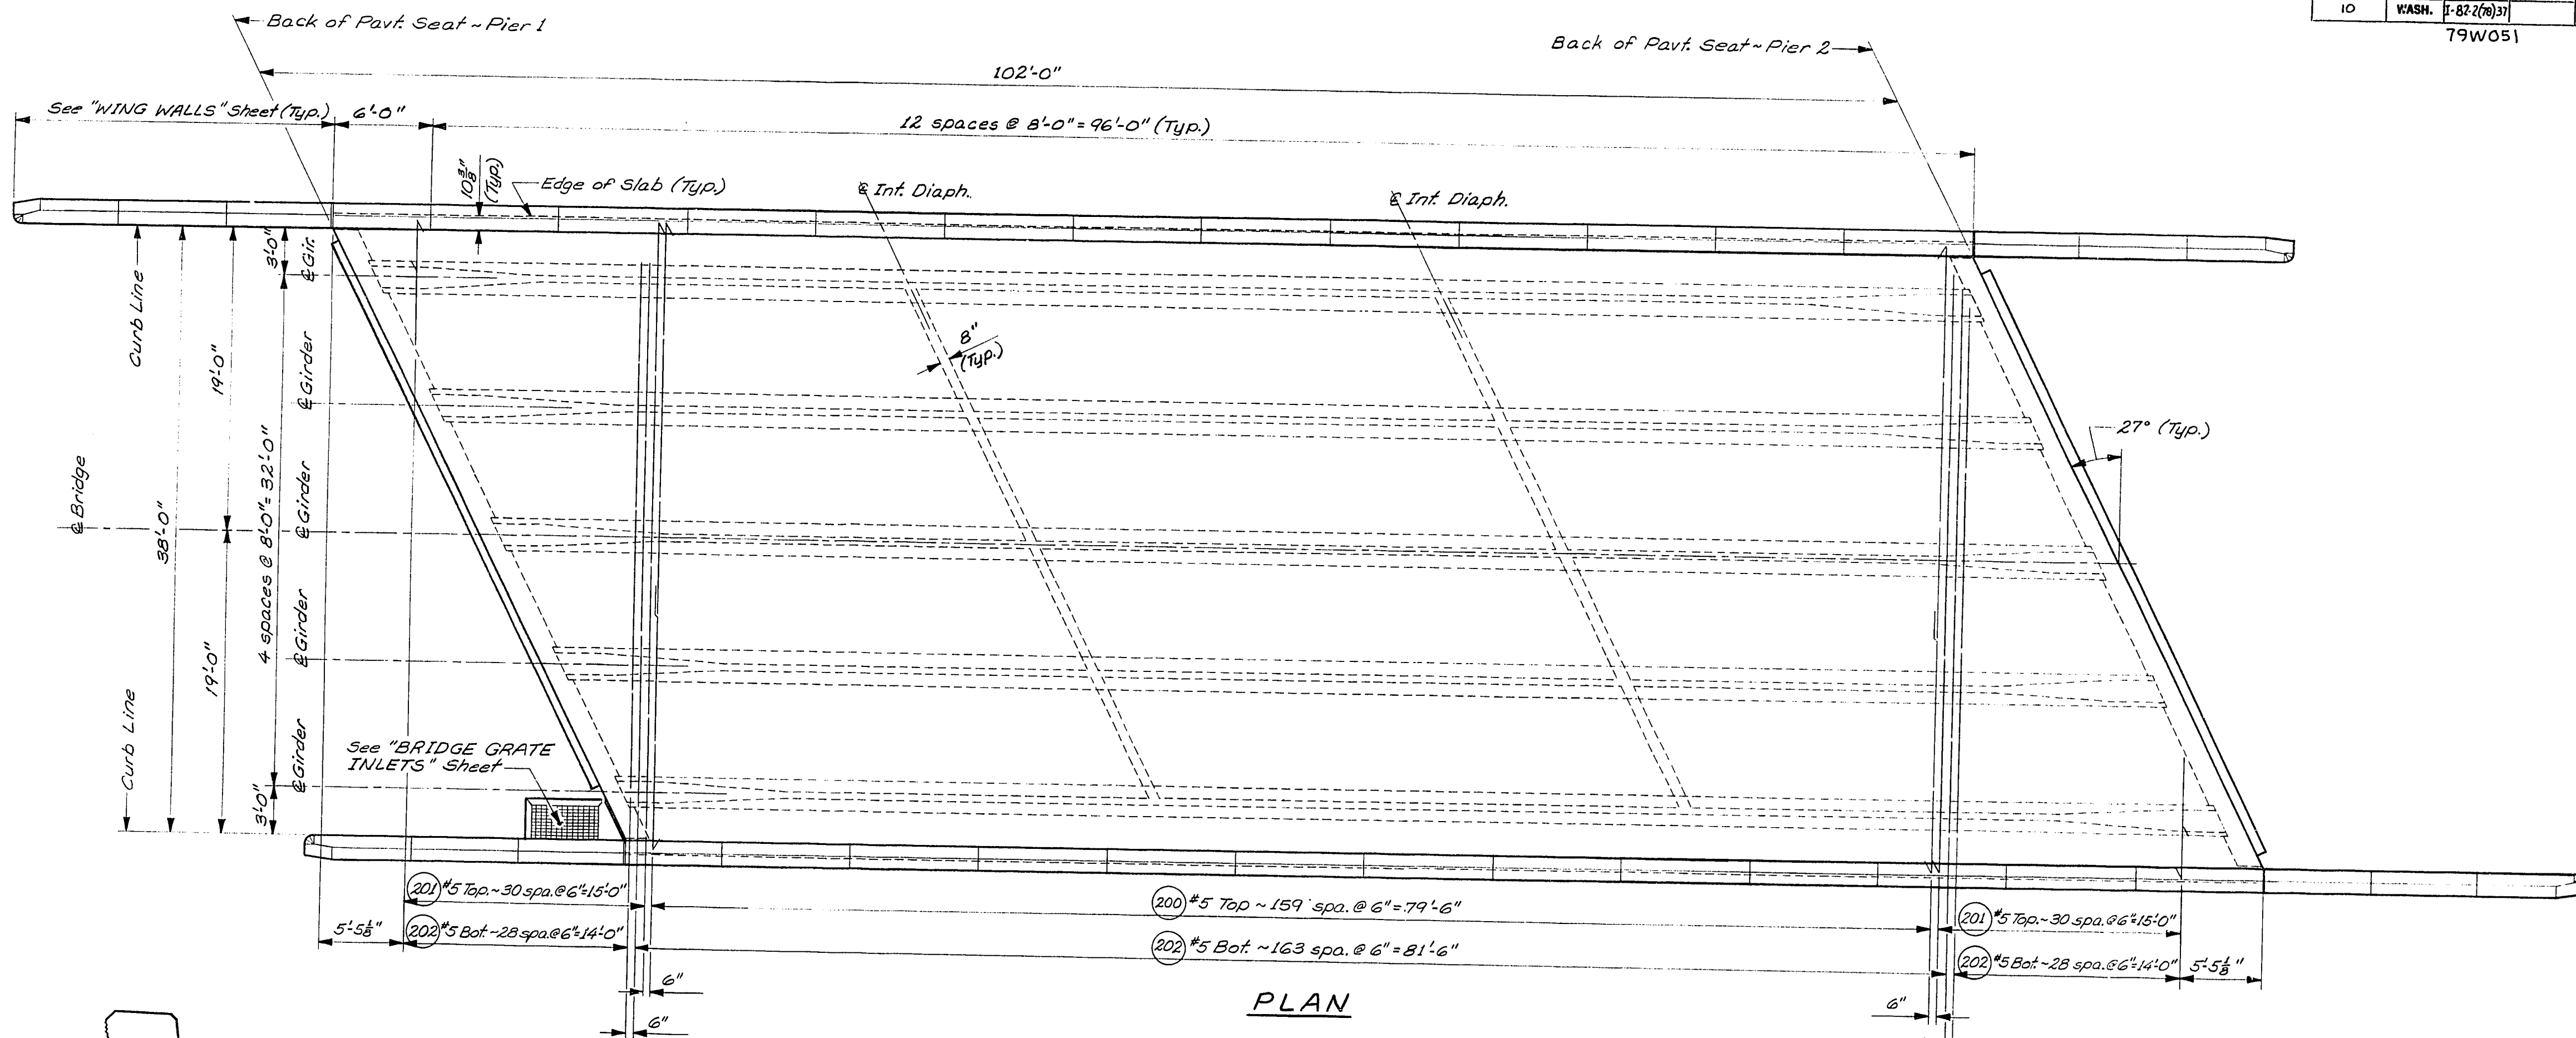 10 WASH. I-82-2(78)37
79W051
Back of Pavt. Seat ~ Pier 1
Back of Pavt. Seat ~ Pier 2
102'-0"
See "WING WALLS" Sheet (Typ.)
6'-0"
12 spaces @ 8'-0" = 96'-0" (Typ.)
10 3/8"
(Typ.)
Edge of Slab (Typ.)
℄ Int. Diaph.
℄ Int. Diaph.
3'-0"
℄ Gir.
Curb Line
19'-0"
℄ Girder
8"
(Typ.)
27° (Typ.)
℄ Bridge
38'-0"
4 spaces @ 8'-0" = 32'-0"
℄ Girder
19'-0"
℄ Girder
Curb Line
℄ Girder
3'-0"
See "BRIDGE GRATE
INLETS" Sheet
201 #5 Top. ~ 30 spa. @ 6"=15'-0"
200 #5 Top ~ 159 spa. @ 6" = 79'-6"
201 #5 Top. ~ 30 spa. @ 6"=15'-0"
5'-5 1/8"
202 #5 Bot. ~ 28 spa. @ 6"=14'-0"
202 #5 Bot. ~ 163 spa. @ 6" = 81'-6"
202 #5 Bot. ~ 28 spa. @ 6"=14'-0"
5'-5 1/8"
6"
6"
6"
PLAN